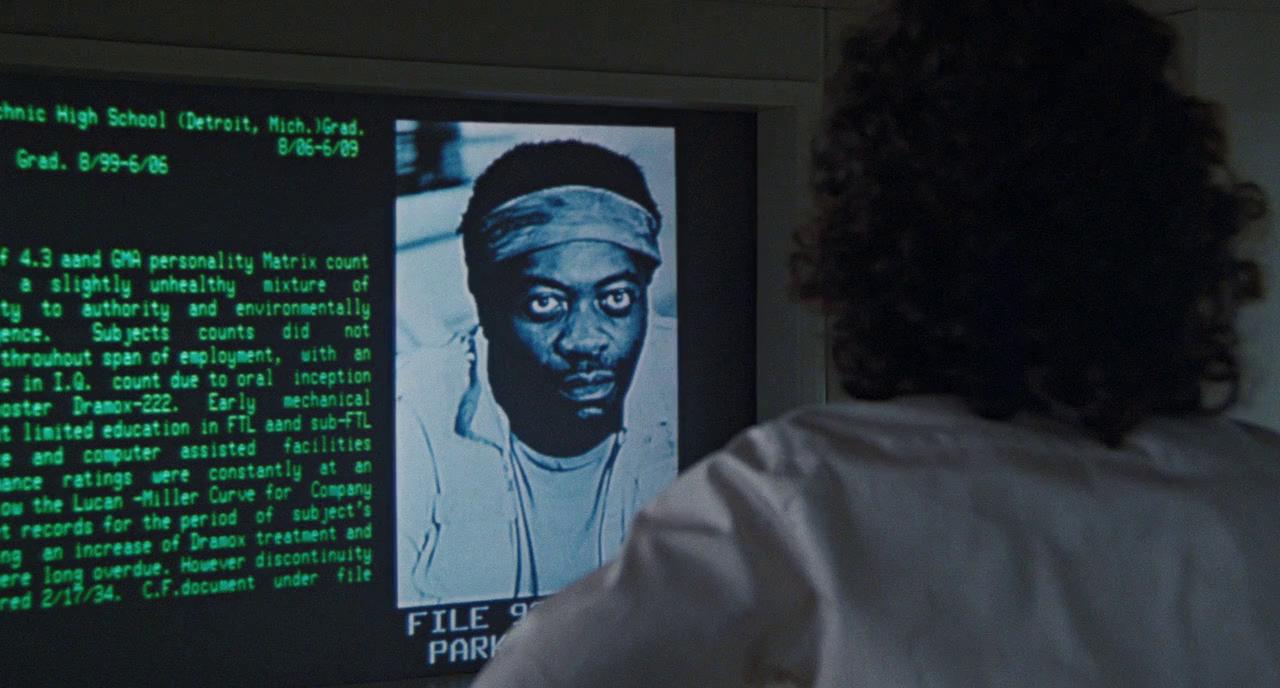 chnic High School (Detroit, Mich.)Grad.
8/06-6/09
Grad. 8/99-6/06
f 4.3 aand GMA personality Matrix count
a slightly unhealthy mixture of
ty to authority and environmentally
ence. Subjects counts did not
throuhout span of employment, with an
e in I.Q. count due to oral inception
oster Dramox-222. Early mechanical
t limited education in FTL aand sub-FTL
e and computer assisted facilities
ance ratings were constantly at an
ow the Lucan -Miller Curve for Company
t records for the period of subject's
ng an increase of Dramox treatment and
ere long overdue. However discontinuity
red 2/17/34. C.F.document under file
FILE 9
PARK